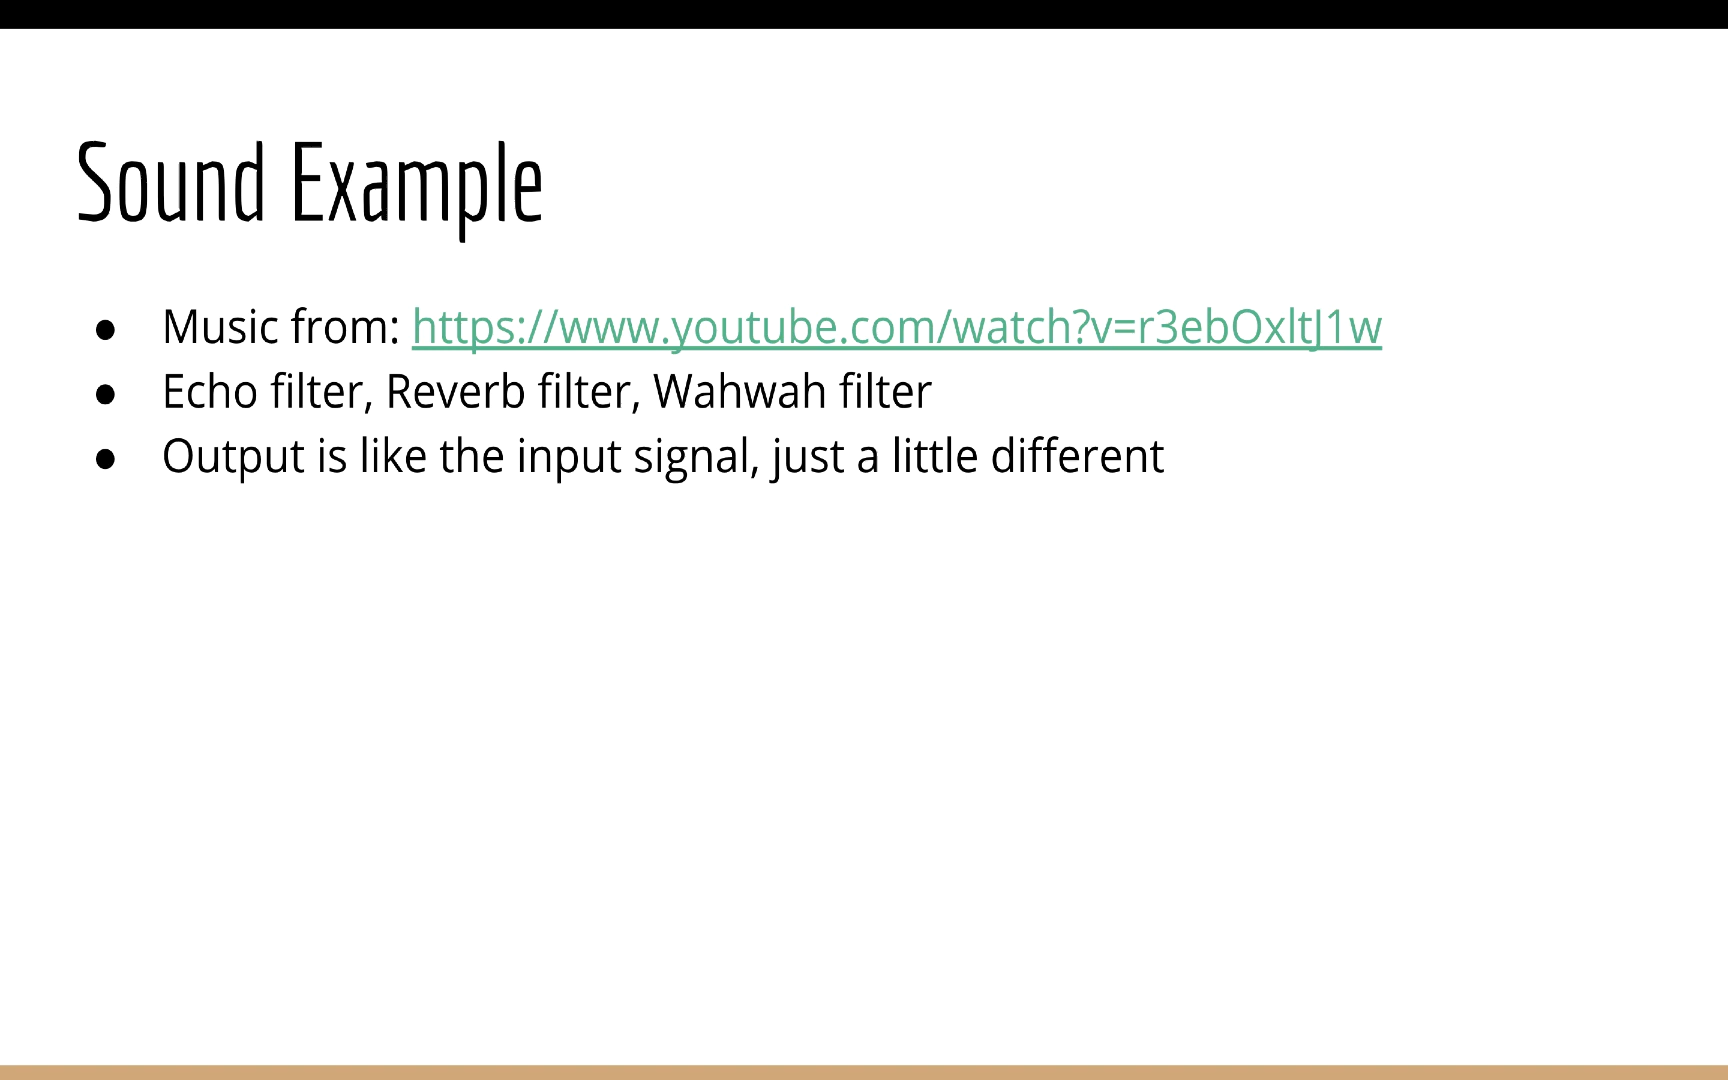 Sound Example
● Music from: https://www.youtube.com/watch?v=r3ebOxltJ1w
● Echo filter, Reverb filter, Wahwah filter
● Output is like the input signal, just a little different